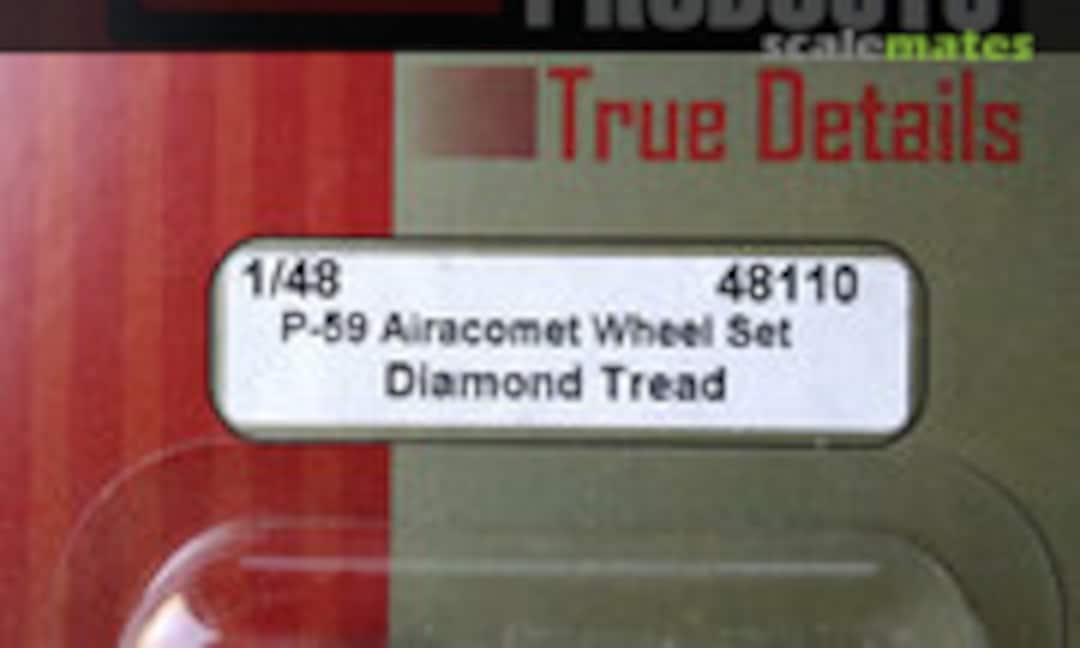 PRODUCTS
scalemates
True Details
1/48 48110
P-59 Airacomet Wheel Set
Diamond Tread